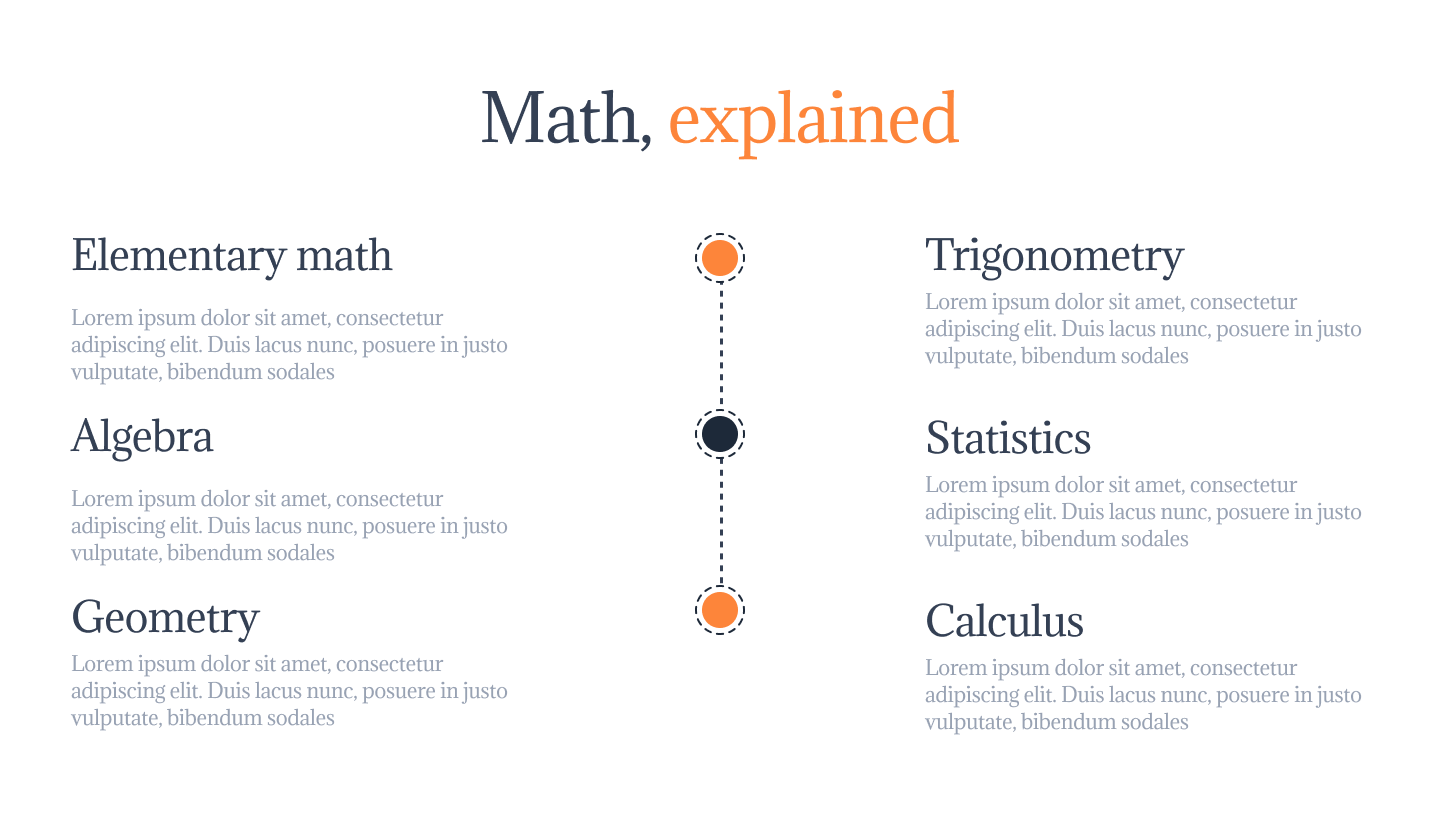 Math, explained
Elementary math
Lorem ipsum dolor sit amet, consectetur
adipiscing elit. Duis lacus nunc, posuere in justo
vulputate, bibendum sodales
Algebra
Lorem ipsum dolor sit amet, consectetur
adipiscing elit. Duis lacus nunc, posuere in justo
vulputate, bibendum sodales
Geometry
Lorem ipsum dolor sit amet, consectetur
adipiscing elit. Duis lacus nunc, posuere in justo
vulputate, bibendum sodales
Trigonometry
Lorem ipsum dolor sit amet, consectetur
adipiscing elit. Duis lacus nunc, posuere in justo
vulputate, bibendum sodales
Statistics
Lorem ipsum dolor sit amet, consectetur
adipiscing elit. Duis lacus nunc, posuere in justo
vulputate, bibendum sodales
Calculus
Lorem ipsum dolor sit amet, consectetur
adipiscing elit. Duis lacus nunc, posuere in justo
vulputate, bibendum sodales